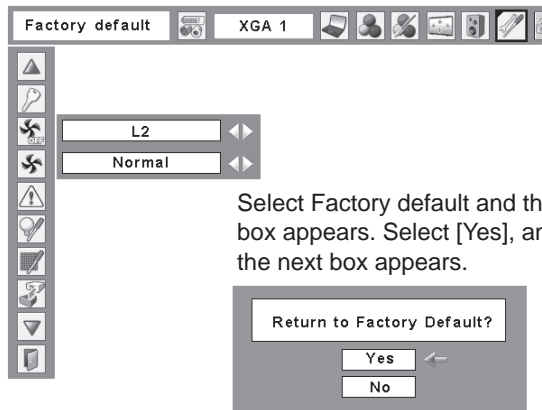 Factory default XGA 1
OFF
L2
Normal
Select Factory default and th
box appears. Select [Yes], an
the next box appears.
Return to Factory Default?
Yes
No